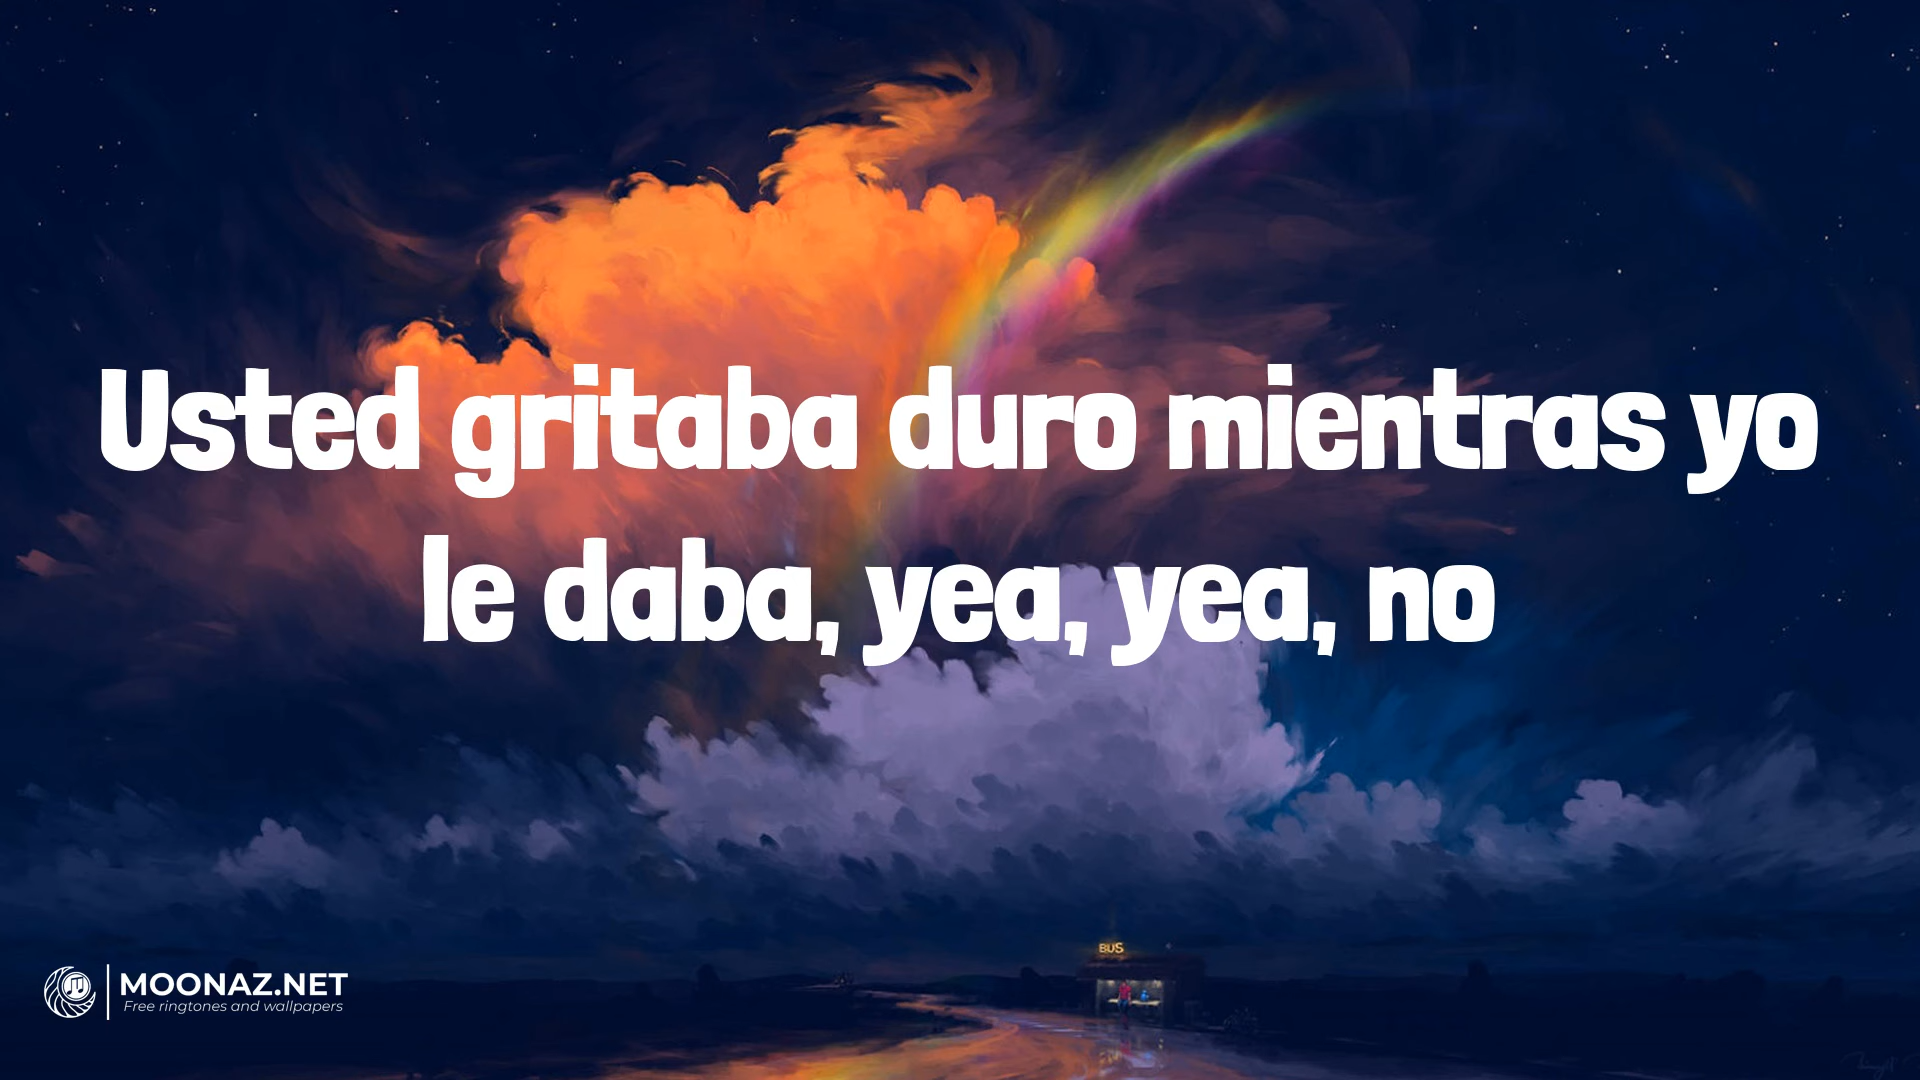 Usted gritaba duro mientras yo
le daba, yea, yea, no
BUS
MOONAZ.NET
Free ringtones and wallpapers